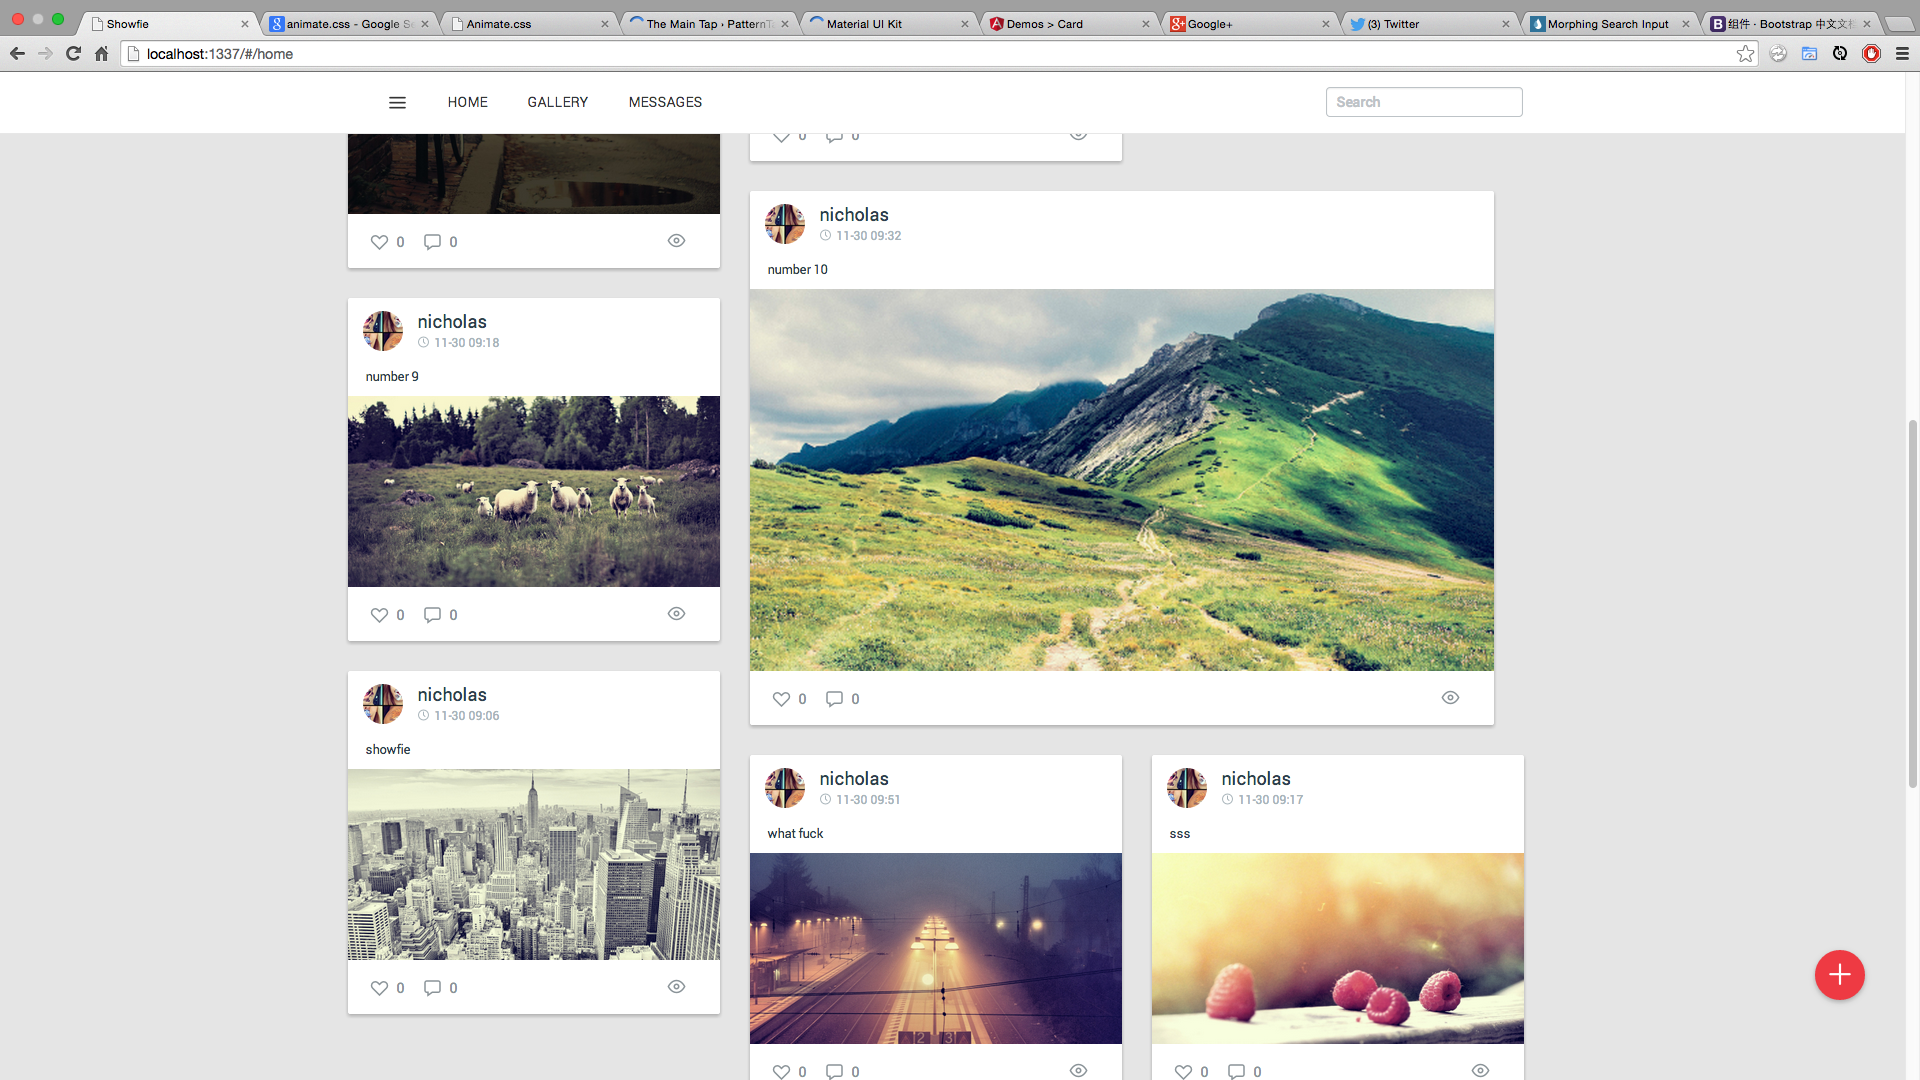 Showfie
animate.css - Google Se
Animate.css
The Main Tap › PatternT
Material UI Kit
Demos > Card
Google+
(3) Twitter
Morphing Search Input
组件 · Bootstrap 中文文档
localhost:1337/#/home
HOME
GALLERY
MESSAGES
Search
0 0
0 0
nicholas
11-30 09:18
number 9
0 0
nicholas
11-30 09:06
showfie
0 0
nicholas
11-30 09:32
number 10
0 0
nicholas
11-30 09:51
what fuck
2 3
0 0
nicholas
11-30 09:17
sss
0 0